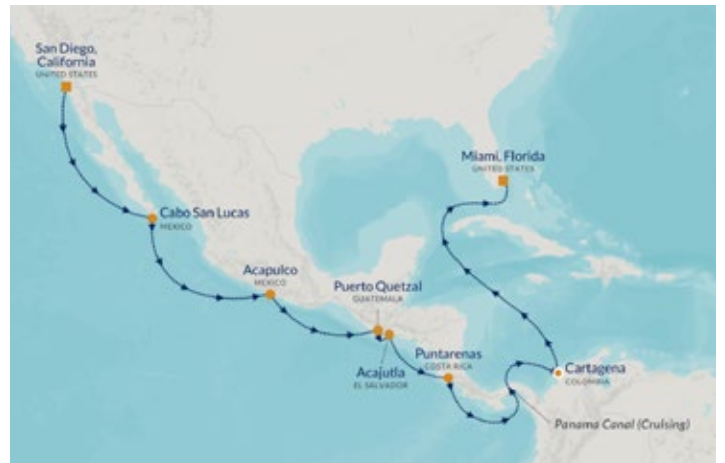 San Diego,
California
UNITED STATES
Miami, Florida
UNITED STATES
Cabo San Lucas
MEXICO
Acapulco
MEXICO
Puerto Quetzal
GUATEMALA
Acajutla
EL SALVADOR
Puntarenas
COSTA RICA
Cartagena
COLOMBIA
Panama Canal (Cruising)